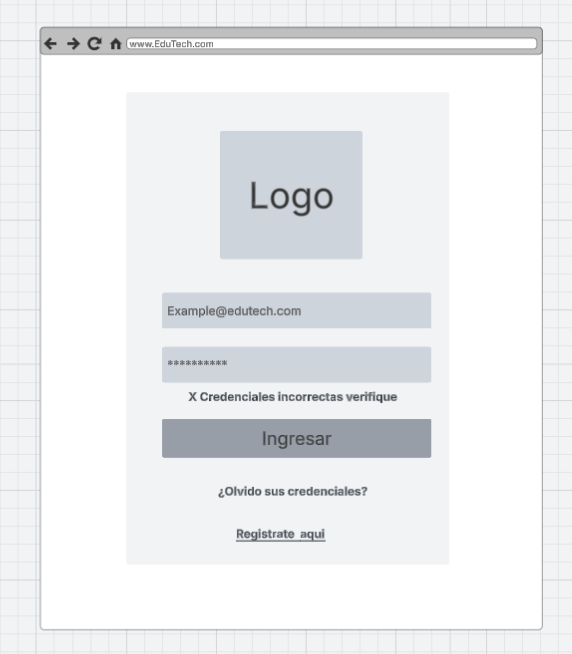 www.EduTech.com
Logo
Example@edutech.com
**********
X Credenciales incorrectas verifique
Ingresar
¿Olvido sus credenciales?
Registrate aqui